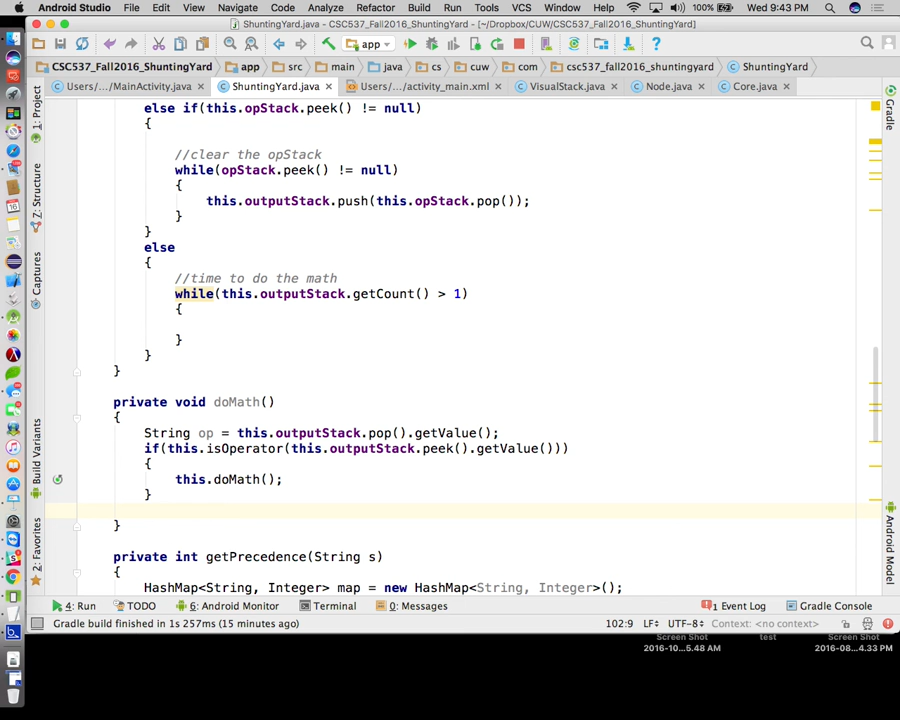 Android Studio File Edit View Navigate Code Analyze Refactor Build Run Tools VCS Window Help 100% Wed 9:43 PM
ShuntingYard.java - CSC537_Fall2016_ShuntingYard - [~/Dropbox/CUW/CSC537_Fall2016_ShuntingYard]
app
CSC537_Fall2016_ShuntingYard app src main java cs cuw com csc537_fall2016_shuntingyard ShuntingYard
Users/.../MainActivity.java ShuntingYard.java Users/.../activity_main.xml VisualStack.java Node.java Core.java
1: Project
Z: Structure
Captures
Build Variants
2: Favorites
else if(this.opStack.peek() != null)
{
//clear the opStack
while(opStack.peek() != null)
{
this.outputStack.push(this.opStack.pop());
}
}
else
{
//time to do the math
while(this.outputStack.getCount() > 1)
{
}
}
}
private void doMath()
{
String op = this.outputStack.pop().getValue();
if(this.isOperator(this.outputStack.peek().getValue()))
{
this.doMath();
}
}
private int getPrecedence(String s)
{
HashMap<String, Integer> map = new HashMap<String, Integer>();
Gradle
Android Model
4: Run TODO 6: Android Monitor Terminal 0: Messages 1 Event Log Gradle Console
Gradle build finished in 1s 257ms (15 minutes ago) 102:9 LF UTF-8 Context: <no context>
Screen Shot test Screen Shot
2016-10...5.48 AM 2016-08...4.33 PM